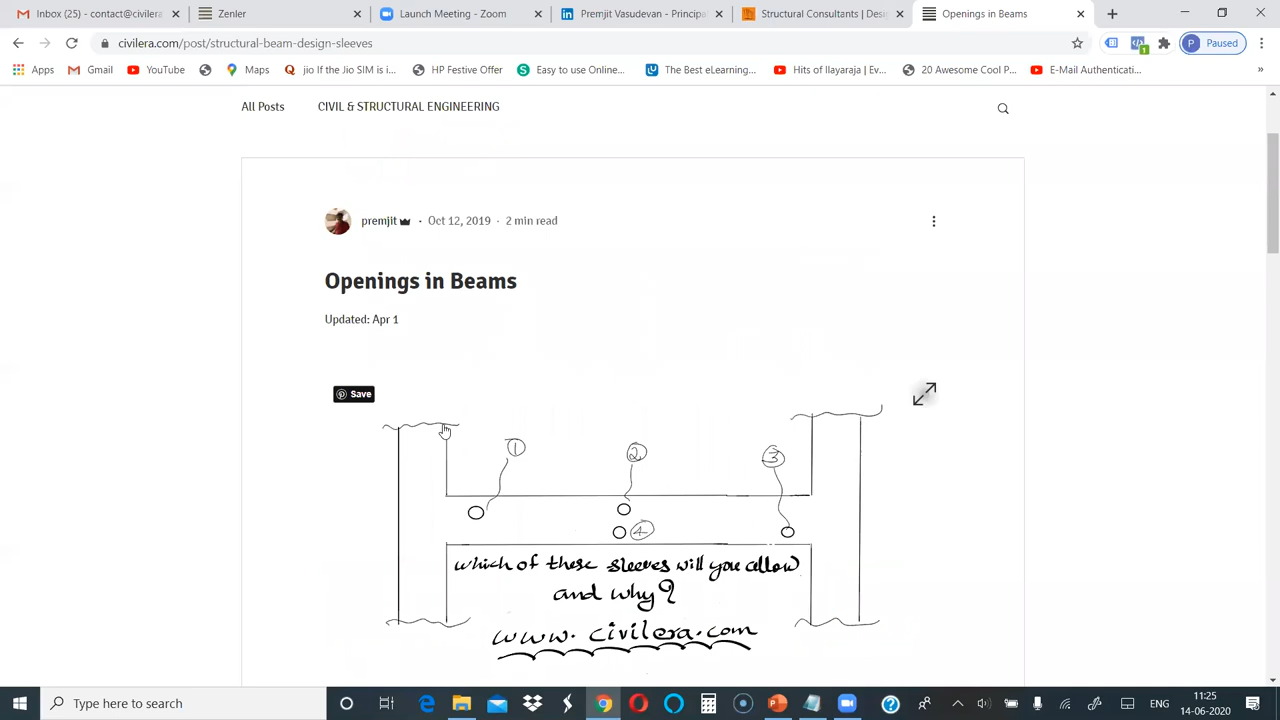 Inbox (50) - contact@civilera
Zenler
Launch Meeting - Zoom
Premjit Vasudevan - Principa
Structural Consultants | Desi
Openings in Beams
civilera.com/post/structural-beam-design-sleeves
P Paused
Apps
Gmail
YouTube
Maps
jio If the Jio SIM is i...
HP Festive Offer
Easy to use Online...
The Best eLearning...
Hits of Ilayaraja | Ev...
20 Awesome Cool P...
E-Mail Authenticati...
»
All Posts
CIVIL & STRUCTURAL ENGINEERING
premjit · Oct 12, 2019 · 2 min read
Openings in Beams
Updated: Apr 1
Save
1
2
3
4
which of these sleeves will you allow
and why?
www.civilera.com
Type here to search
ENG
11:25
14-06-2020